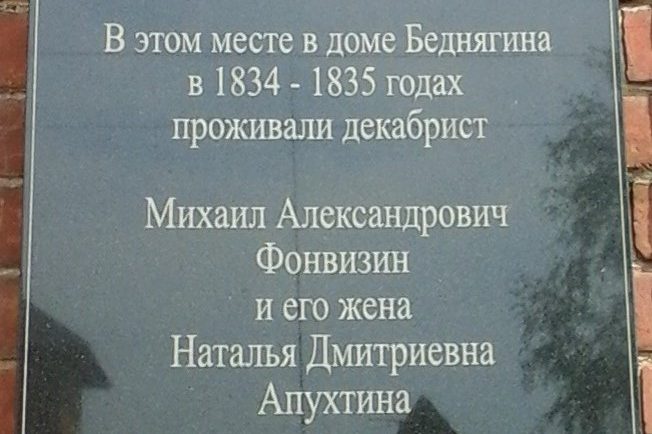 В этом месте в доме Беднягина
в 1834 - 1835 годах
проживали декабрист
Михаил Александрович
Фонвизин
и его жена
Наталья Дмитриевна
Апухтина